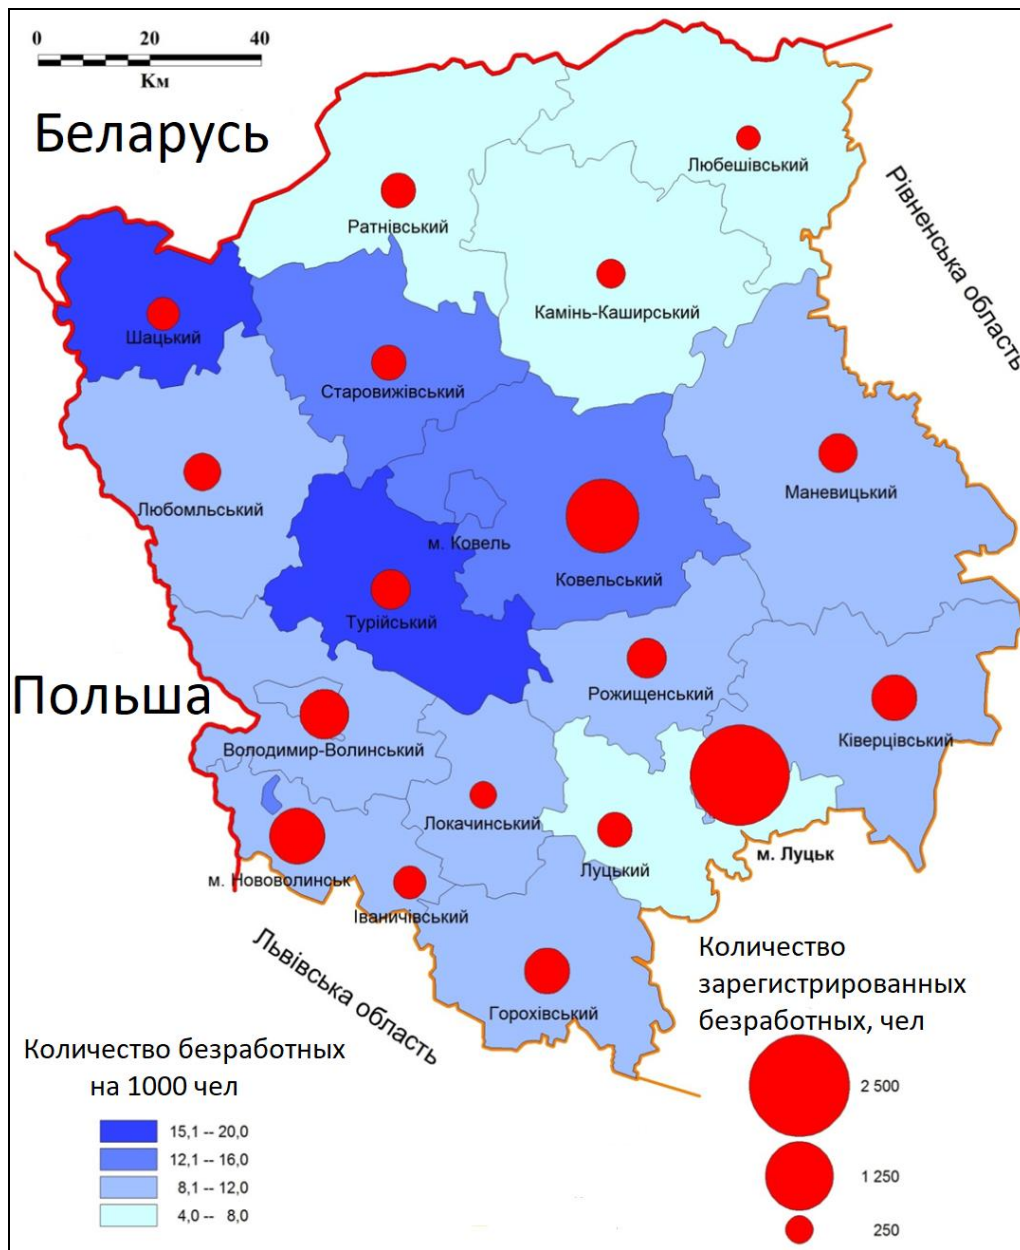 0 20 40
Км
Беларусь
Любешівський
Ратнівський
Рівненська область
Камінь-Каширський
Шацький
Старовижівський
Любомльський
Маневицький
м. Ковель
Ковельський
Турійський
Польша
Рожищенський
Ківерцівський
Володимир-Волинський
Локачинський
Луцький
м. Луцьк
м. Нововолинськ
Іваничівський
Львівська область
Горохівський
Количество
зарегистрированных
безработных, чел
2 500
1 250
250
Количество безработных
на 1000 чел
15,1 -- 20,0
12,1 -- 16,0
8,1 -- 12,0
4,0 -- 8,0